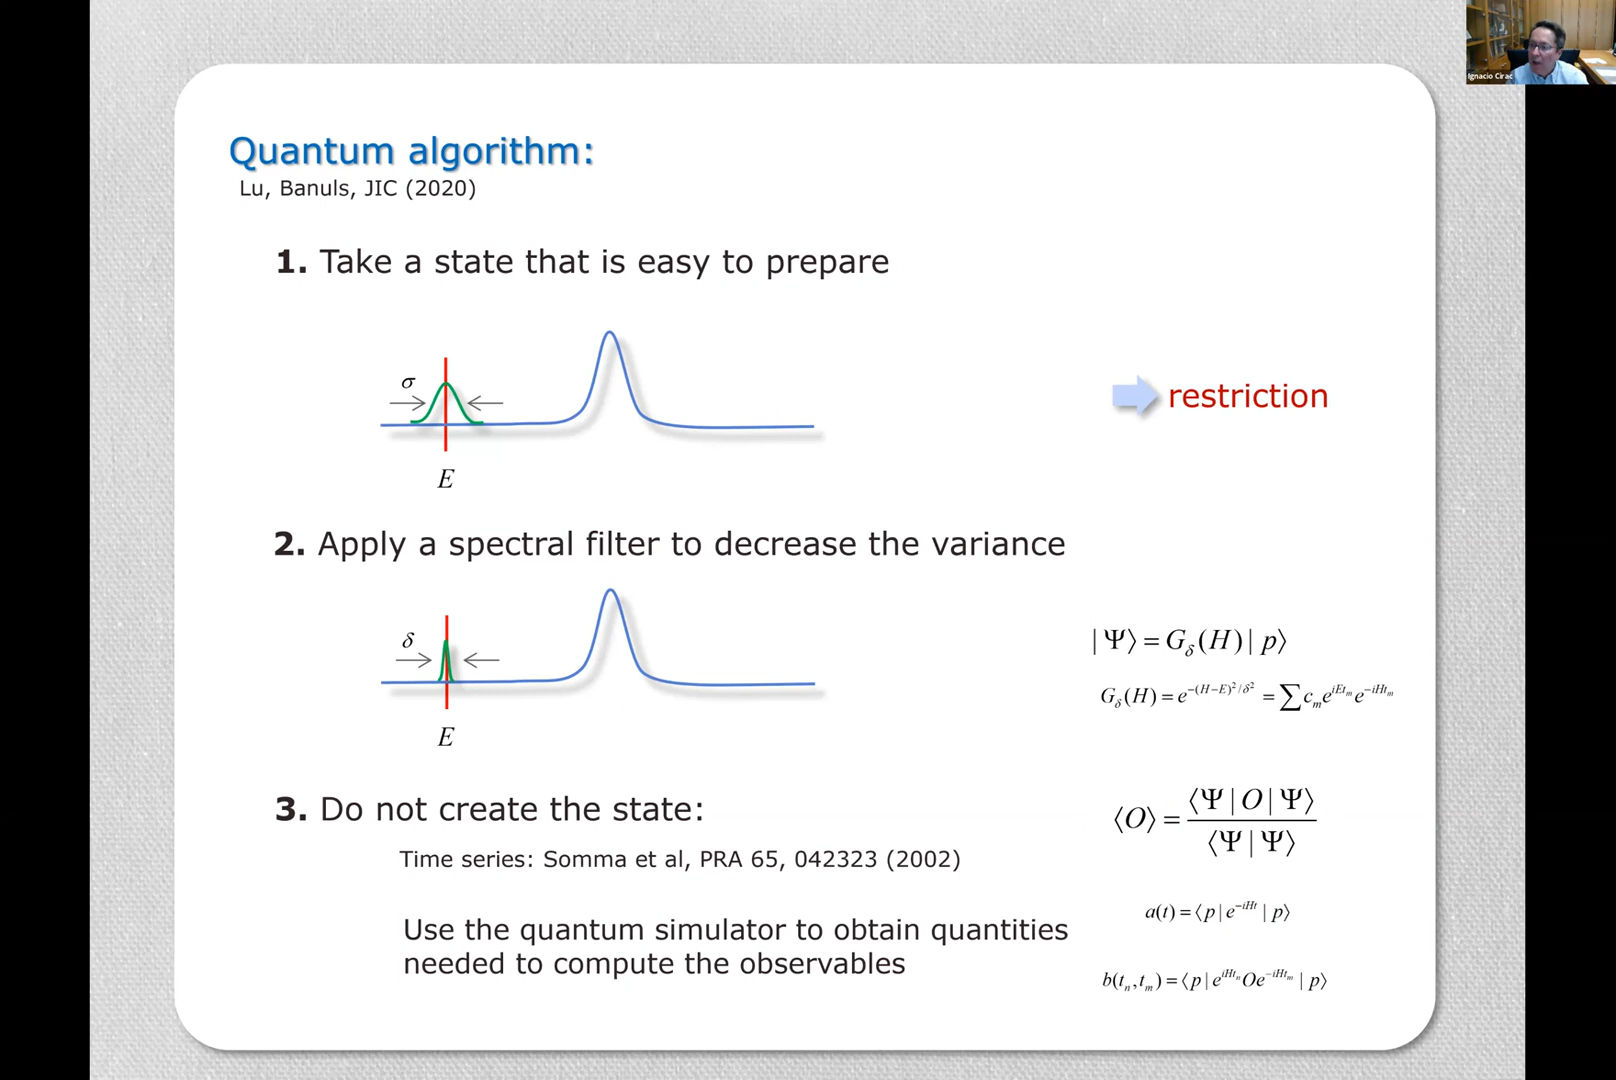 Ignacio Cirac
Quantum algorithm:
Lu, Banuls, JIC (2020)
1. Take a state that is easy to prepare
σ
E
restriction
2. Apply a spectral filter to decrease the variance
δ
E
|Ψ⟩ = G_δ(H)|p⟩
G_δ(H) = e^{-(H-E)²/δ²} = ∑ c_m e^{iEt_m} e^{-iHt_m}
3. Do not create the state:
Time series: Somma et al, PRA 65, 042323 (2002)
Use the quantum simulator to obtain quantities
needed to compute the observables
⟨O⟩ = ⟨Ψ|O|Ψ⟩ / ⟨Ψ|Ψ⟩
a(t) = ⟨p|e^{-iHt}|p⟩
b(t_n,t_m) = ⟨p|e^{iHt_n}Oe^{-iHt_m}|p⟩